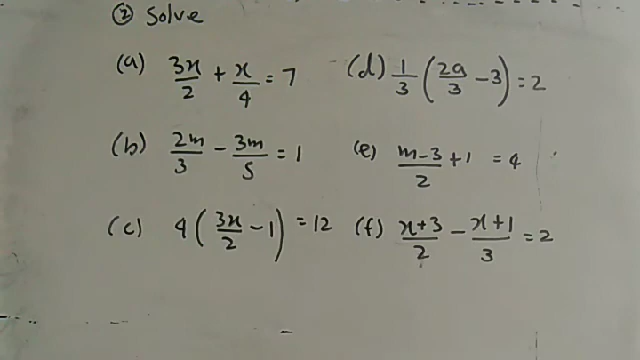 ② Solve
(a) 3x/2 + x/4 = 7 (d) 1/3 (2a/3 - 3) = 2
(b) 2m/3 - 3m/5 = 1 (e) m-3/2 + 1 = 4
(c) 4 (3x/2 - 1) = 12 (f) x+3/2 - x+1/3 = 2